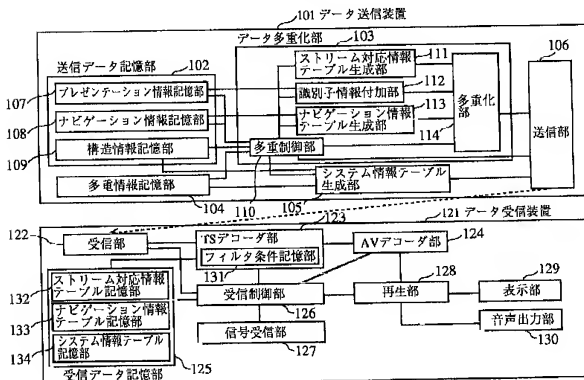 101 データ送信装置
データ多重化部 103
送信データ記憶部 102
107 プレゼンテーション情報記憶部
108 ナビゲーション情報記憶部
109 構造情報記憶部
多重情報記憶部
104
ストリーム対応情報
テーブル生成部
111
識別子情報付加部
112
ナビゲーション情報
テーブル生成部
113
多重化
部
114
多重制御部
110
システム情報テーブル
生成部
105
106
送信部
121 データ受信装置
122 受信部
123
TSデコーダ部
フィルタ条件記憶部
131
AVデコーダ部 124
132 ストリーム対応情報
テーブル記憶部
133 ナビゲーション情報
テーブル記憶部
134 システム情報テーブル
記憶部
受信データ記憶部
125
受信制御部
126
信号受信部
127
再生部 128
表示部 129
音声出力部
130